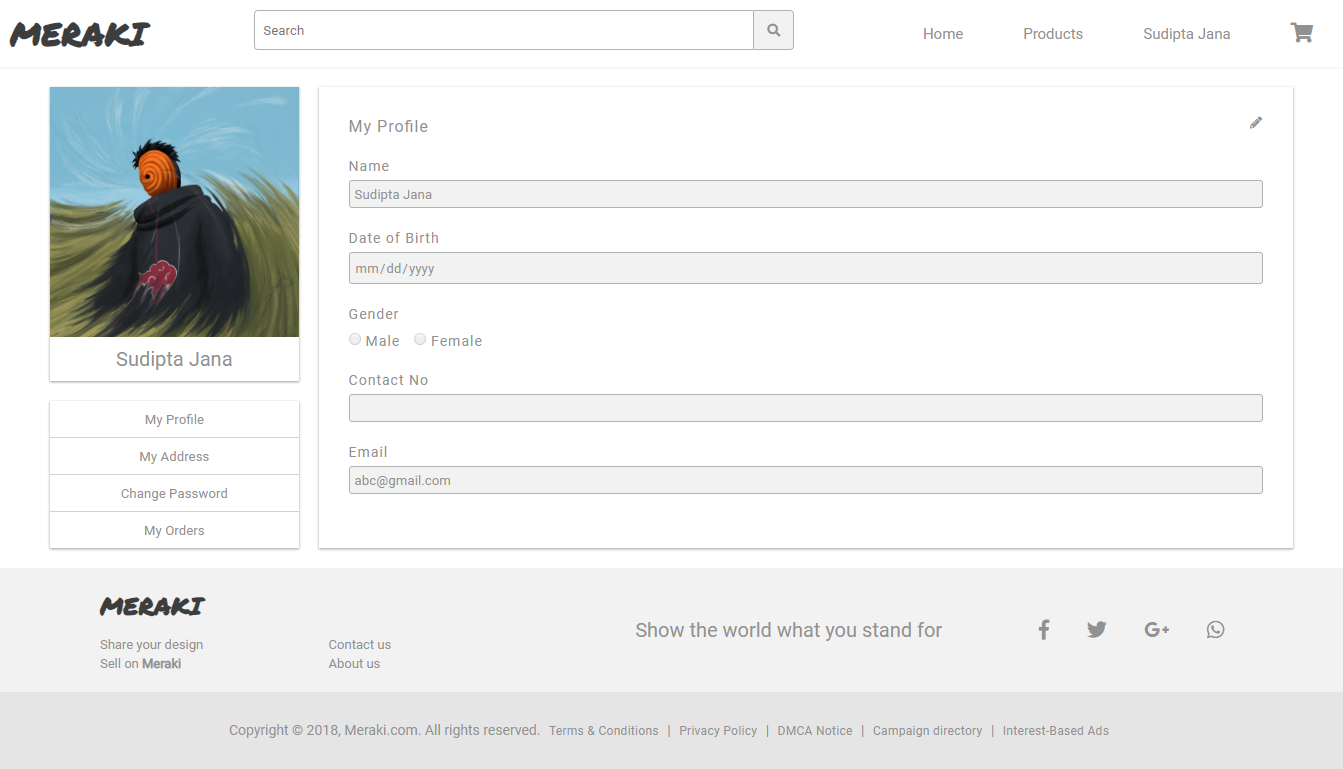 MERAKI
Search
Home Products Sudipta Jana
Sudipta Jana
My Profile
My Address
Change Password
My Orders
My Profile
Name
Sudipta Jana
Date of Birth
mm/dd/yyyy
Gender
Male Female
Contact No
Email
abc@gmail.com
MERAKI
Share your design
Sell on Meraki
Contact us
About us
Show the world what you stand for
Copyright © 2018, Meraki.com. All rights reserved. Terms & Conditions | Privacy Policy | DMCA Notice | Campaign directory | Interest-Based Ads